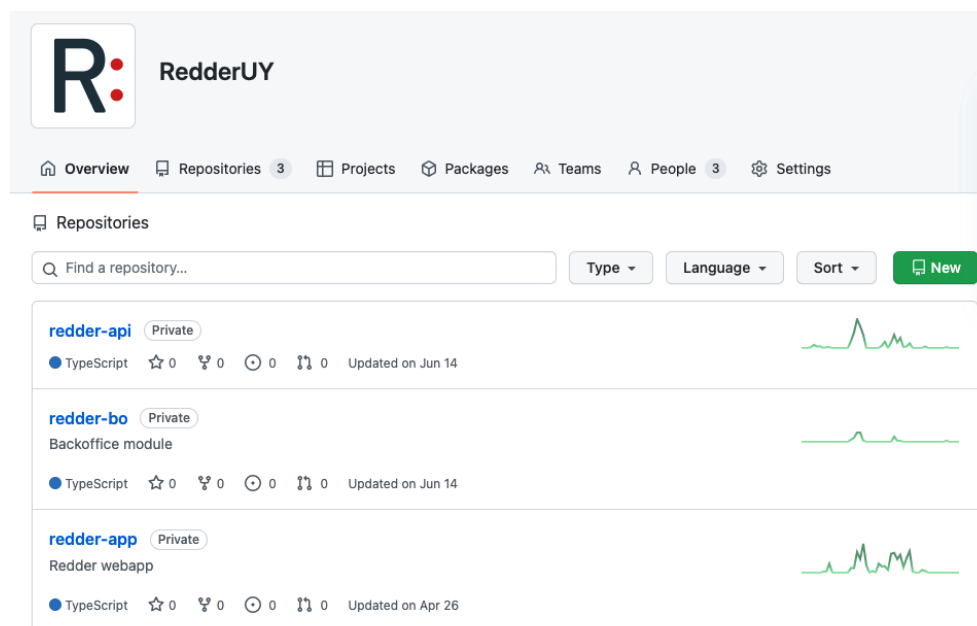 R:
RedderUY
Overview Repositories 3 Projects Packages Teams People 3 Settings
Repositories
Find a repository... Type Language Sort New
redder-api Private
TypeScript 0 0 0 0 Updated on Jun 14
redder-bo Private
Backoffice module
TypeScript 0 0 0 0 Updated on Jun 14
redder-app Private
Redder webapp
TypeScript 0 0 0 0 Updated on Apr 26